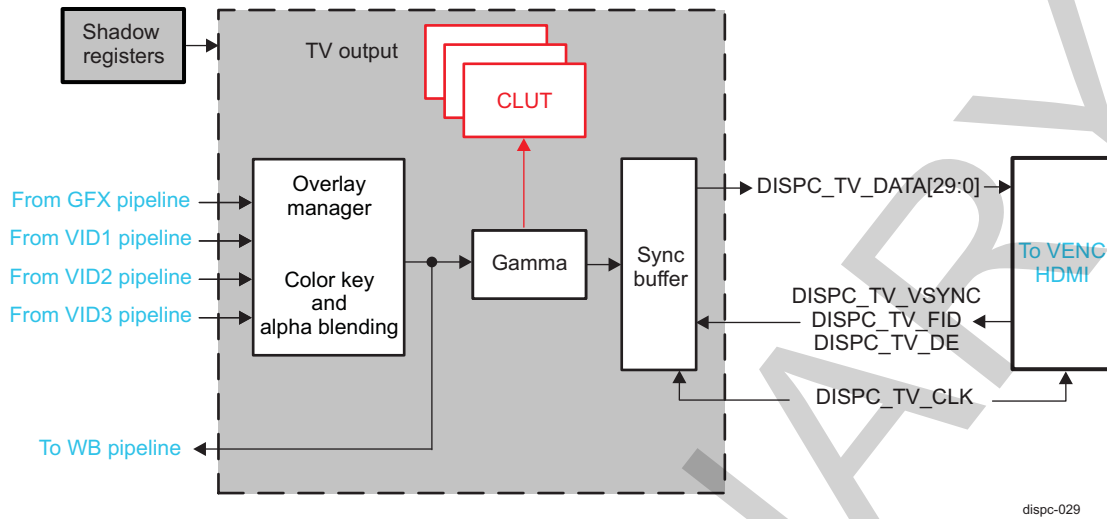 Shadow
registers
TV output
CLUT
From GFX pipeline
From VID1 pipeline
From VID2 pipeline
From VID3 pipeline
Overlay
manager
Color key
and
alpha blending
Gamma
Sync
buffer
DISPC_TV_DATA[29:0]
DISPC_TV_VSYNC
DISPC_TV_FID
DISPC_TV_DE
DISPC_TV_CLK
To VENC
HDMI
To WB pipeline
dispc-029